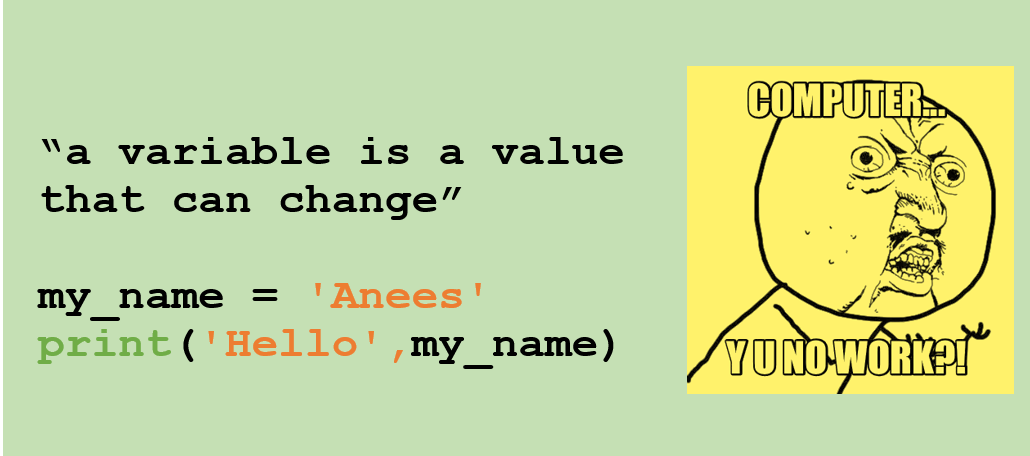 “a variable is a value
that can change”
my_name = 'Anees'
print('Hello',my_name)
COMPUTER...
Y U NO WORK?!